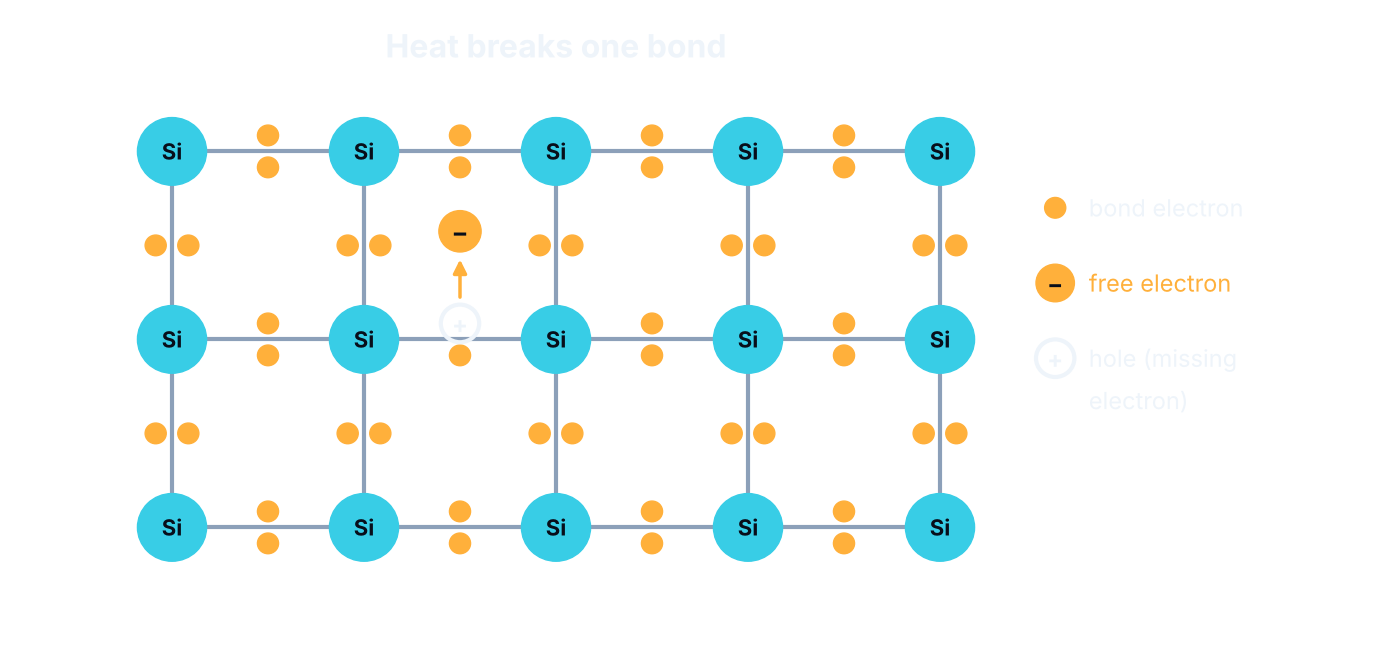 Heat breaks one bond
Si Si Si Si Si
bond electron
–
– free electron
+
Si Si Si Si Si
+ hole (missing
electron)
Si Si Si Si Si